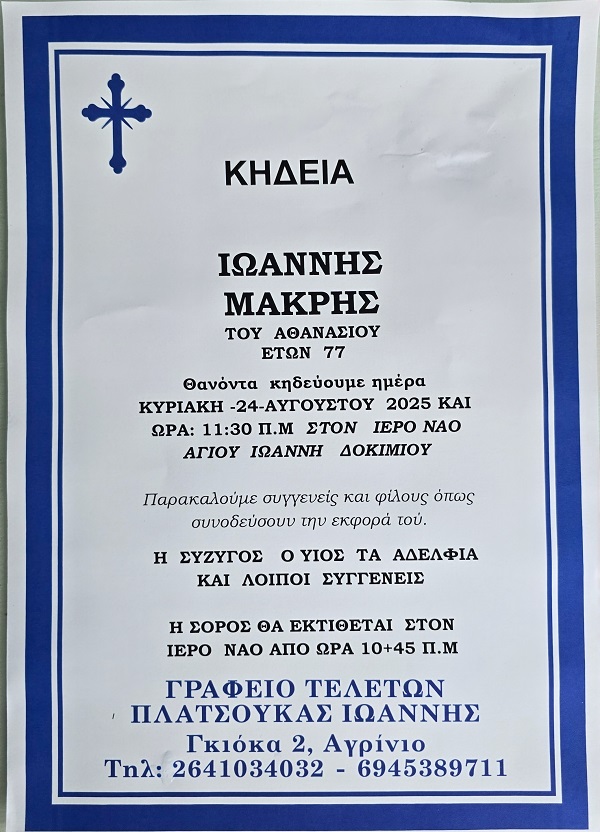 ΚΗΔΕΙΑ
ΙΩΑΝΝΗΣ
ΜΑΚΡΗΣ
ΤΟΥ ΑΘΑΝΑΣΙΟΥ
ΕΤΩΝ 77
Θανόντα κηδεύουμε ημέρα
ΚΥΡΙΑΚΗ -24-ΑΥΓΟΥΣΤΟΥ 2025 ΚΑΙ
ΩΡΑ: 11:30 Π.Μ ΣΤΟΝ ΙΕΡΟ ΝΑΟ
ΑΓΙΟΥ ΙΩΑΝΝΗ ΔΟΚΙΜΙΟΥ
Παρακαλούμε συγγενείς και φίλους όπως
συνοδεύσουν την εκφορά τού.
Η ΣΥΖΥΓΟΣ Ο ΥΙΟΣ ΤΑ ΑΔΕΛΦΙΑ
ΚΑΙ ΛΟΙΠΟΙ ΣΥΓΓΕΝΕΙΣ
Η ΣΟΡΟΣ ΘΑ ΕΚΤΙΘΕΤΑΙ ΣΤΟΝ
ΙΕΡΟ ΝΑΟ ΑΠΟ ΩΡΑ 10+45 Π.Μ
ΓΡΑΦΕΙΟ ΤΕΛΕΤΩΝ
ΠΛΑΤΣΟΥΚΑΣ ΙΩΑΝΝΗΣ
Γκιόκα 2, Αγρίνιο
Τηλ: 2641034032 - 6945389711